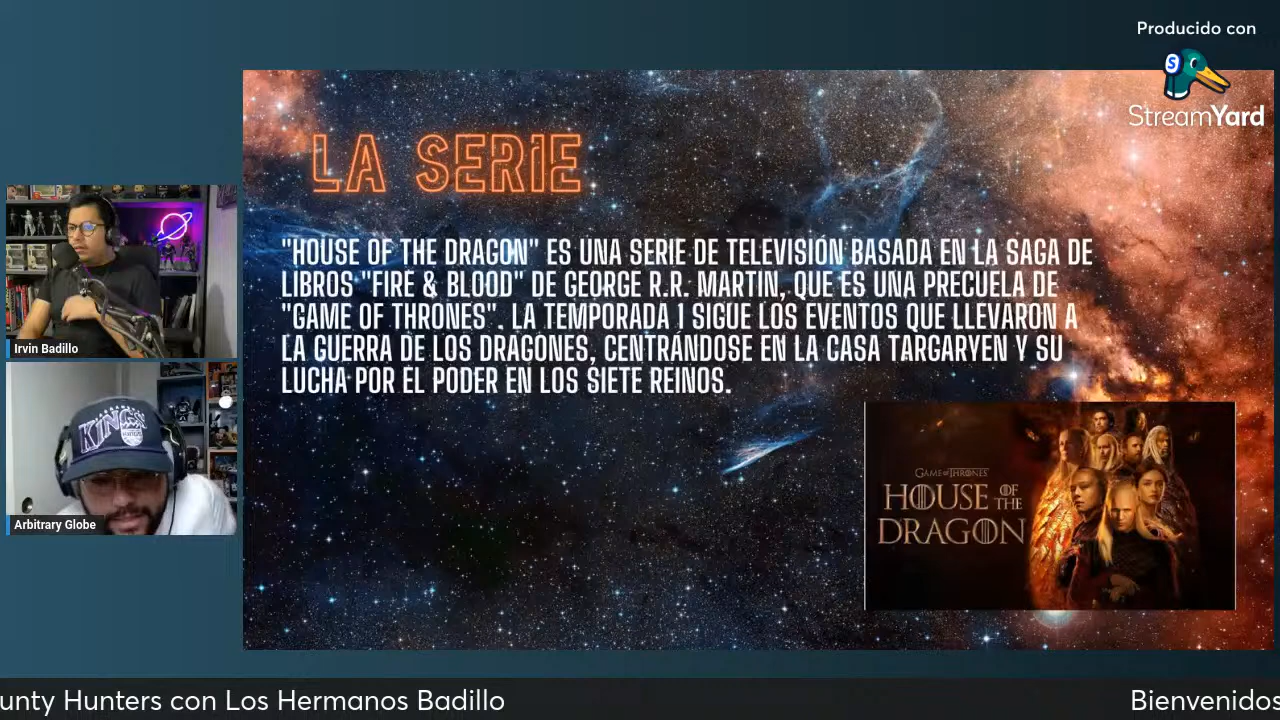 Producido con
StreamYard
LA SERIE
"HOUSE OF THE DRAGON" ES UNA SERIE DE TELEVISIÓN BASADA EN LA SAGA DE
LIBROS "FIRE & BLOOD" DE GEORGE R.R. MARTIN, QUE ES UNA PRECUELA DE
"GAME OF THRONES". LA TEMPORADA 1 SIGUE LOS EVENTOS QUE LLEVARON A
LA GUERRA DE LOS DRAGONES, CENTRÁNDOSE EN LA CASA TARGARYEN Y SU
LUCHA POR EL PODER EN LOS SIETE REINOS.
Irvin Badillo
KINGS
Arbitrary Globe
GAME OF THRONES
HOUSE OF THE
DRAGON
unty Hunters con Los Hermanos Badillo
Bienvenidos